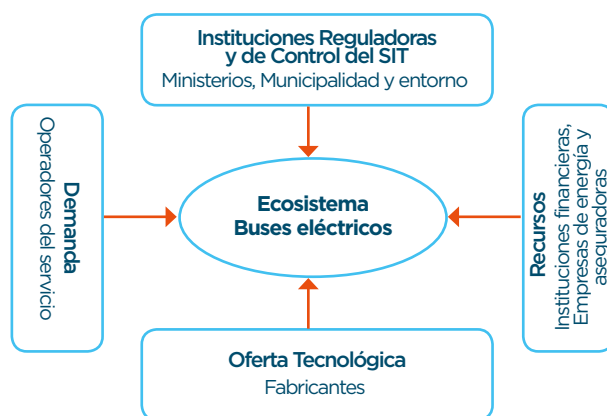 Instituciones Reguladoras
y de Control del SIT
Ministerios, Municipalidad y entorno
Demanda
Operadores del servicio
Ecosistema
Buses eléctricos
Recursos
Instituciones financieras,
Empresas de energía y
aseguradoras
Oferta Tecnológica
Fabricantes